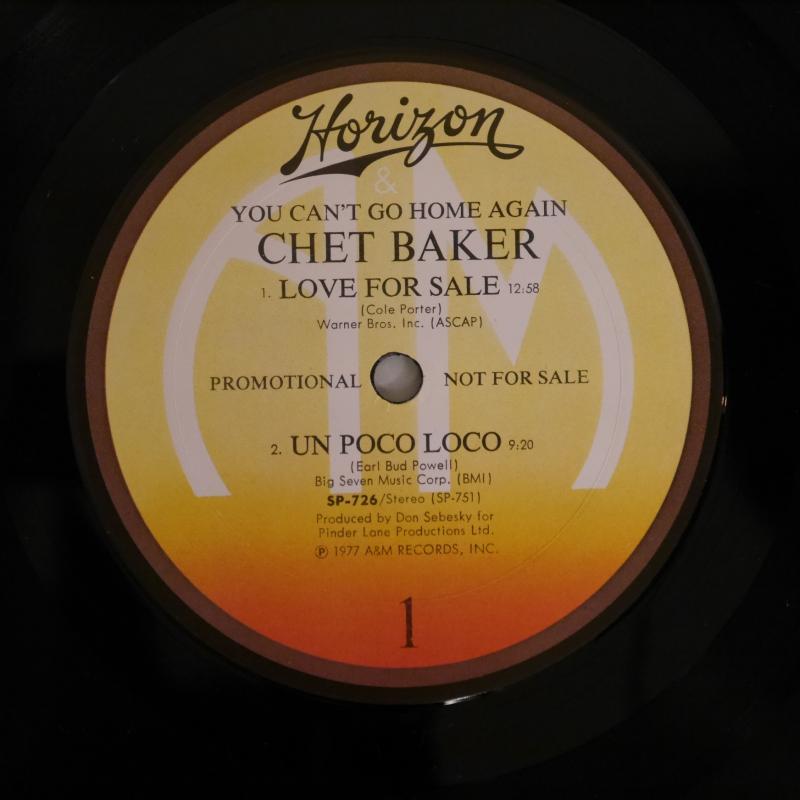 Horizon
&
A M
YOU CAN'T GO HOME AGAIN
CHET BAKER
1. LOVE FOR SALE 12:58
(Cole Porter)
Warner Bros. Inc. (ASCAP)
PROMOTIONAL NOT FOR SALE
2. UN POCO LOCO 9:20
(Earl Bud Powell)
Big Seven Music Corp. (BMI)
SP-726/Stereo (SP-751)
Produced by Don Sebesky for
Pinder Lane Productions Ltd.
℗ 1977 A&M RECORDS, INC.
1